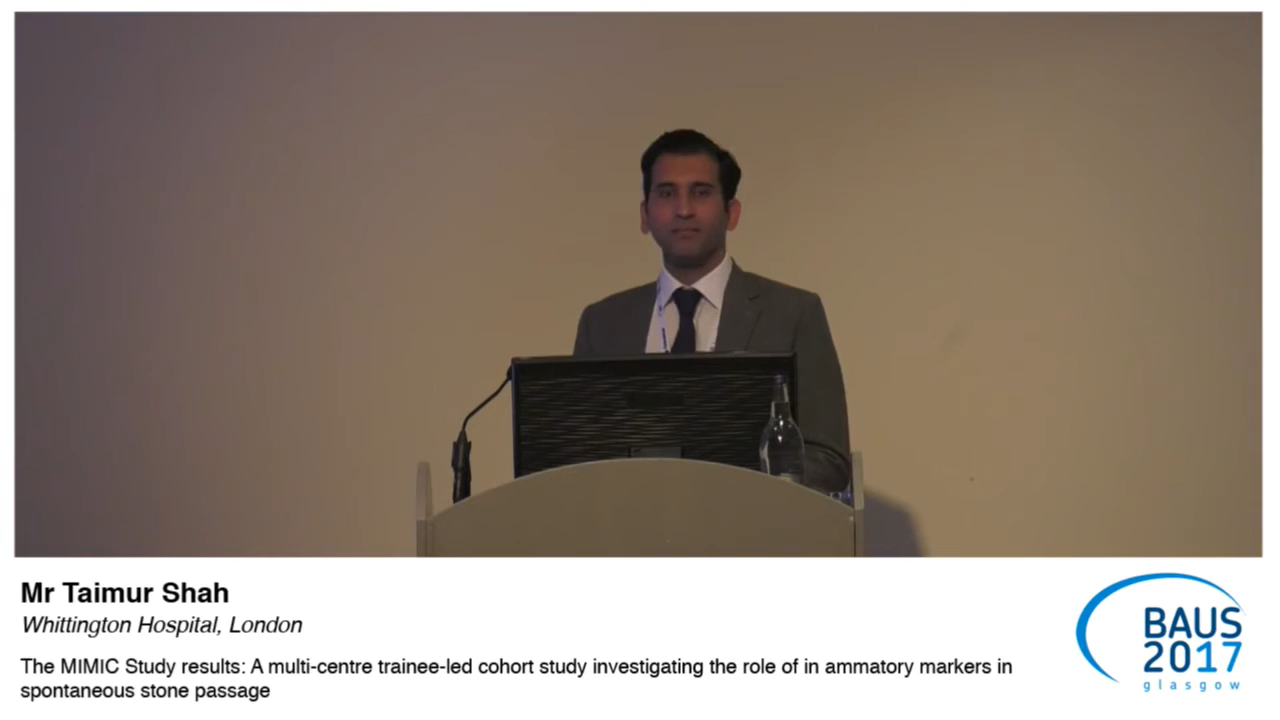 Mr Taimur Shah
Whittington Hospital, London
The MIMIC Study results: A multi-centre trainee-led cohort study investigating the role of in ammatory markers in
spontaneous stone passage
BAUS
2017
glasgow